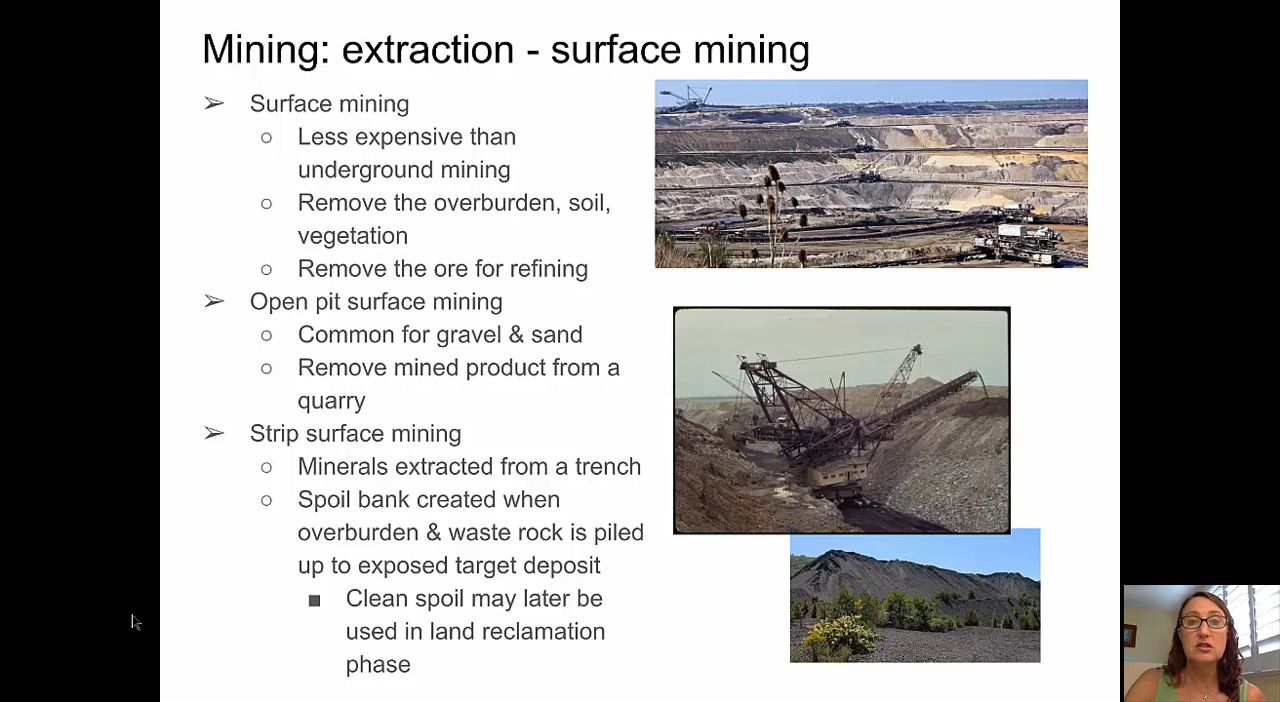 Mining: extraction - surface mining
➢ Surface mining
○ Less expensive than
underground mining
○ Remove the overburden, soil,
vegetation
○ Remove the ore for refining
➢ Open pit surface mining
○ Common for gravel & sand
○ Remove mined product from a
quarry
➢ Strip surface mining
○ Minerals extracted from a trench
○ Spoil bank created when
overburden & waste rock is piled
up to exposed target deposit
■ Clean spoil may later be
used in land reclamation
phase